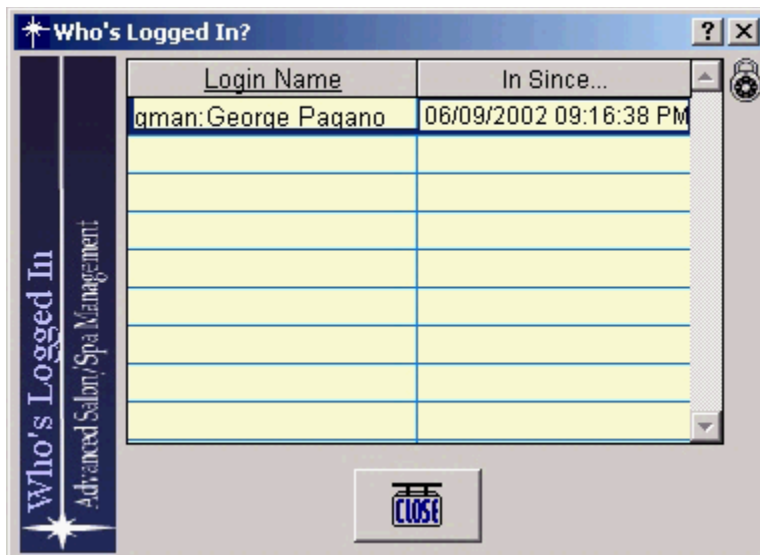 Who's Logged In?
Login Name In Since...
gman:George Pagano 06/09/2002 09:16:38 PM
Who's Logged In
Advanced Salon/Spa Management
CLOSE